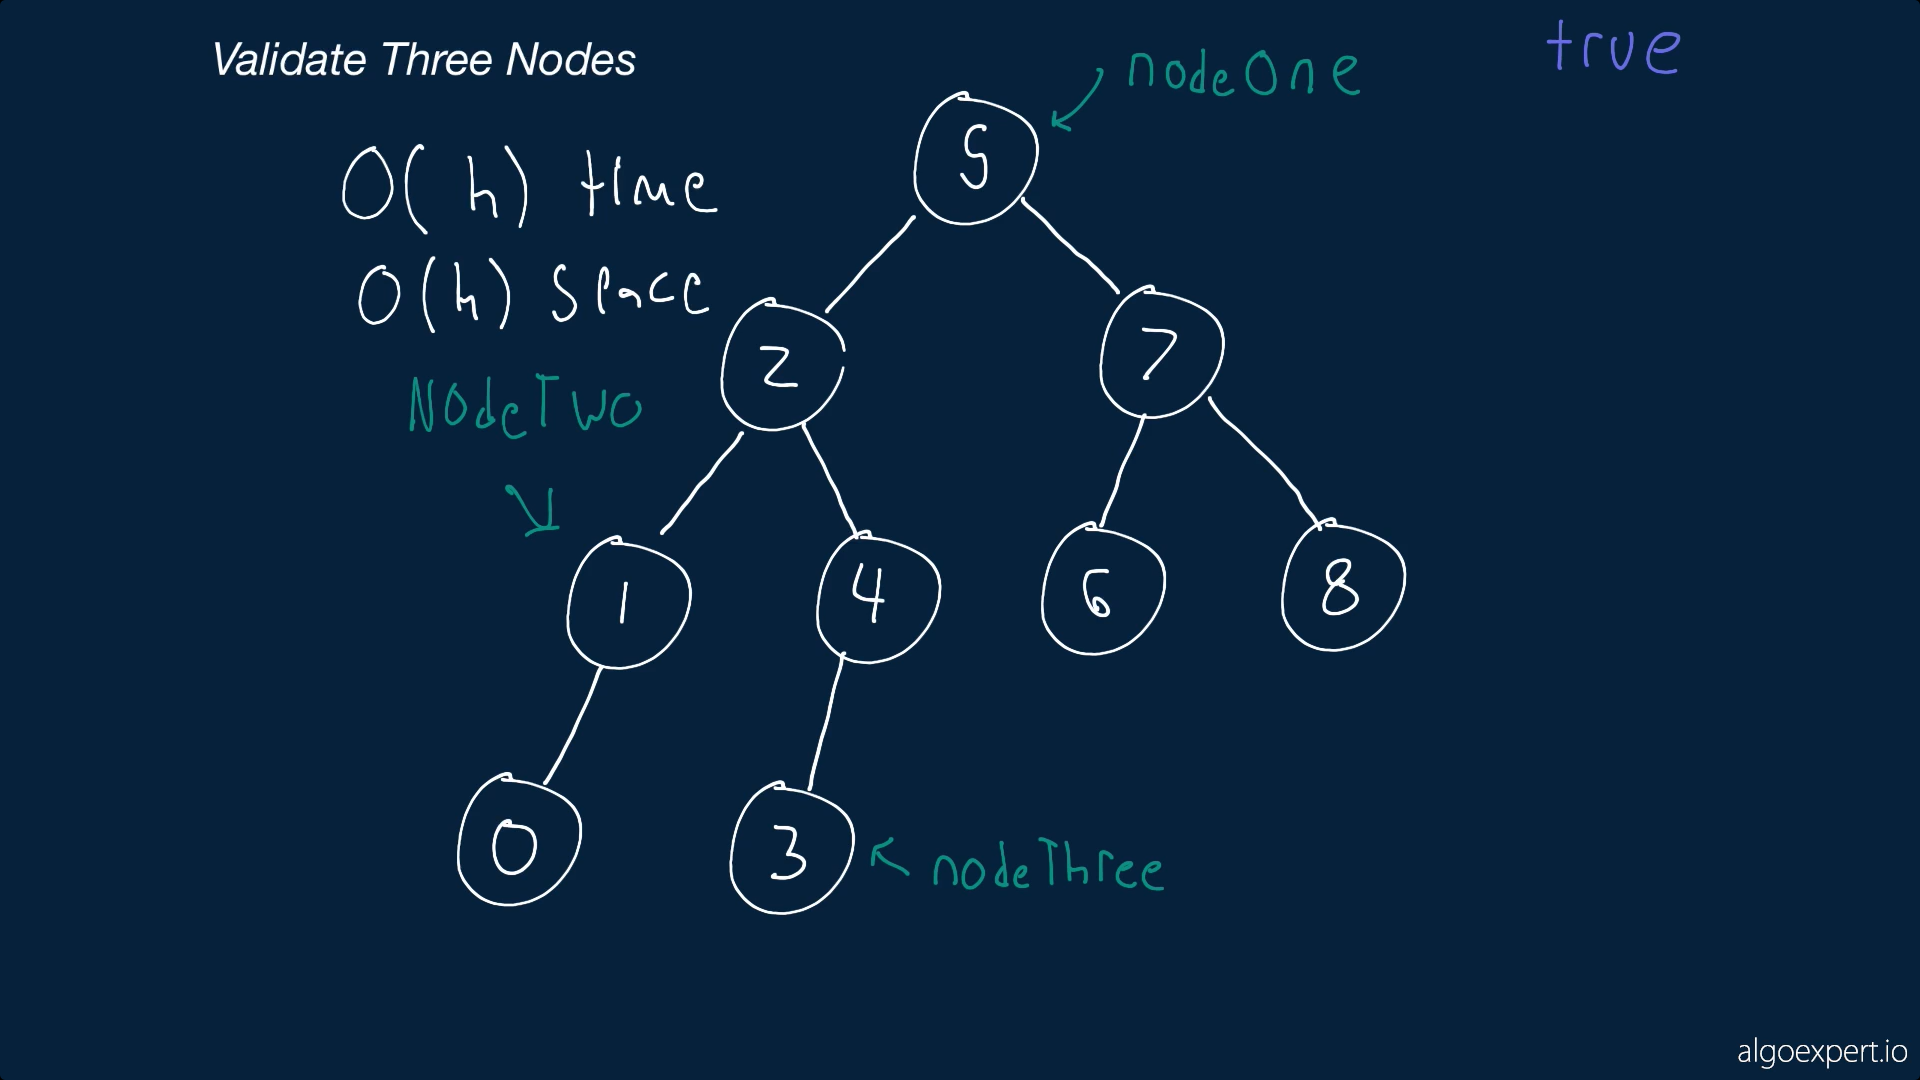 Validate Three Nodes
nodeOne
true
O(h) time
O(h) space
NodeTwo
5
2
7
1
4
6
8
0
3
nodeThree
algoexpert.io